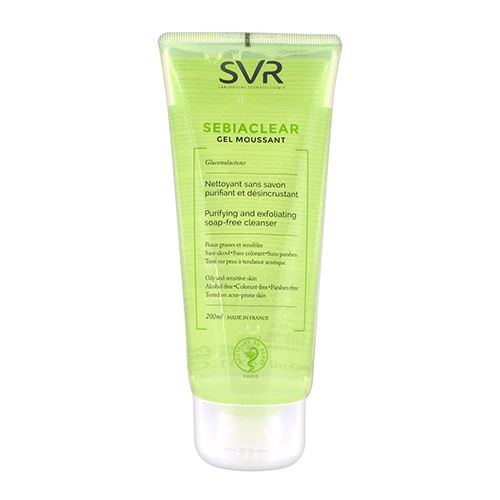 SVR
LABORATOIRE DERMATOLOGIQUE
SEBIACLEAR
GEL MOUSSANT
Gluconolactone
Nettoyant sans savon
purifiant et désincrustant
Purifying and exfoliating
soap-free cleanser
Peaux grasses et sensibles
Sans alcool•Sans colorant•Sans paraben
Testé sur peau à tendance acnéique
Oily and sensitive skin
Alcohol-free•Colorant-free•Paraben-free
Tested on acne-prone skin
200ml • MADE IN FRANCE
PARIS